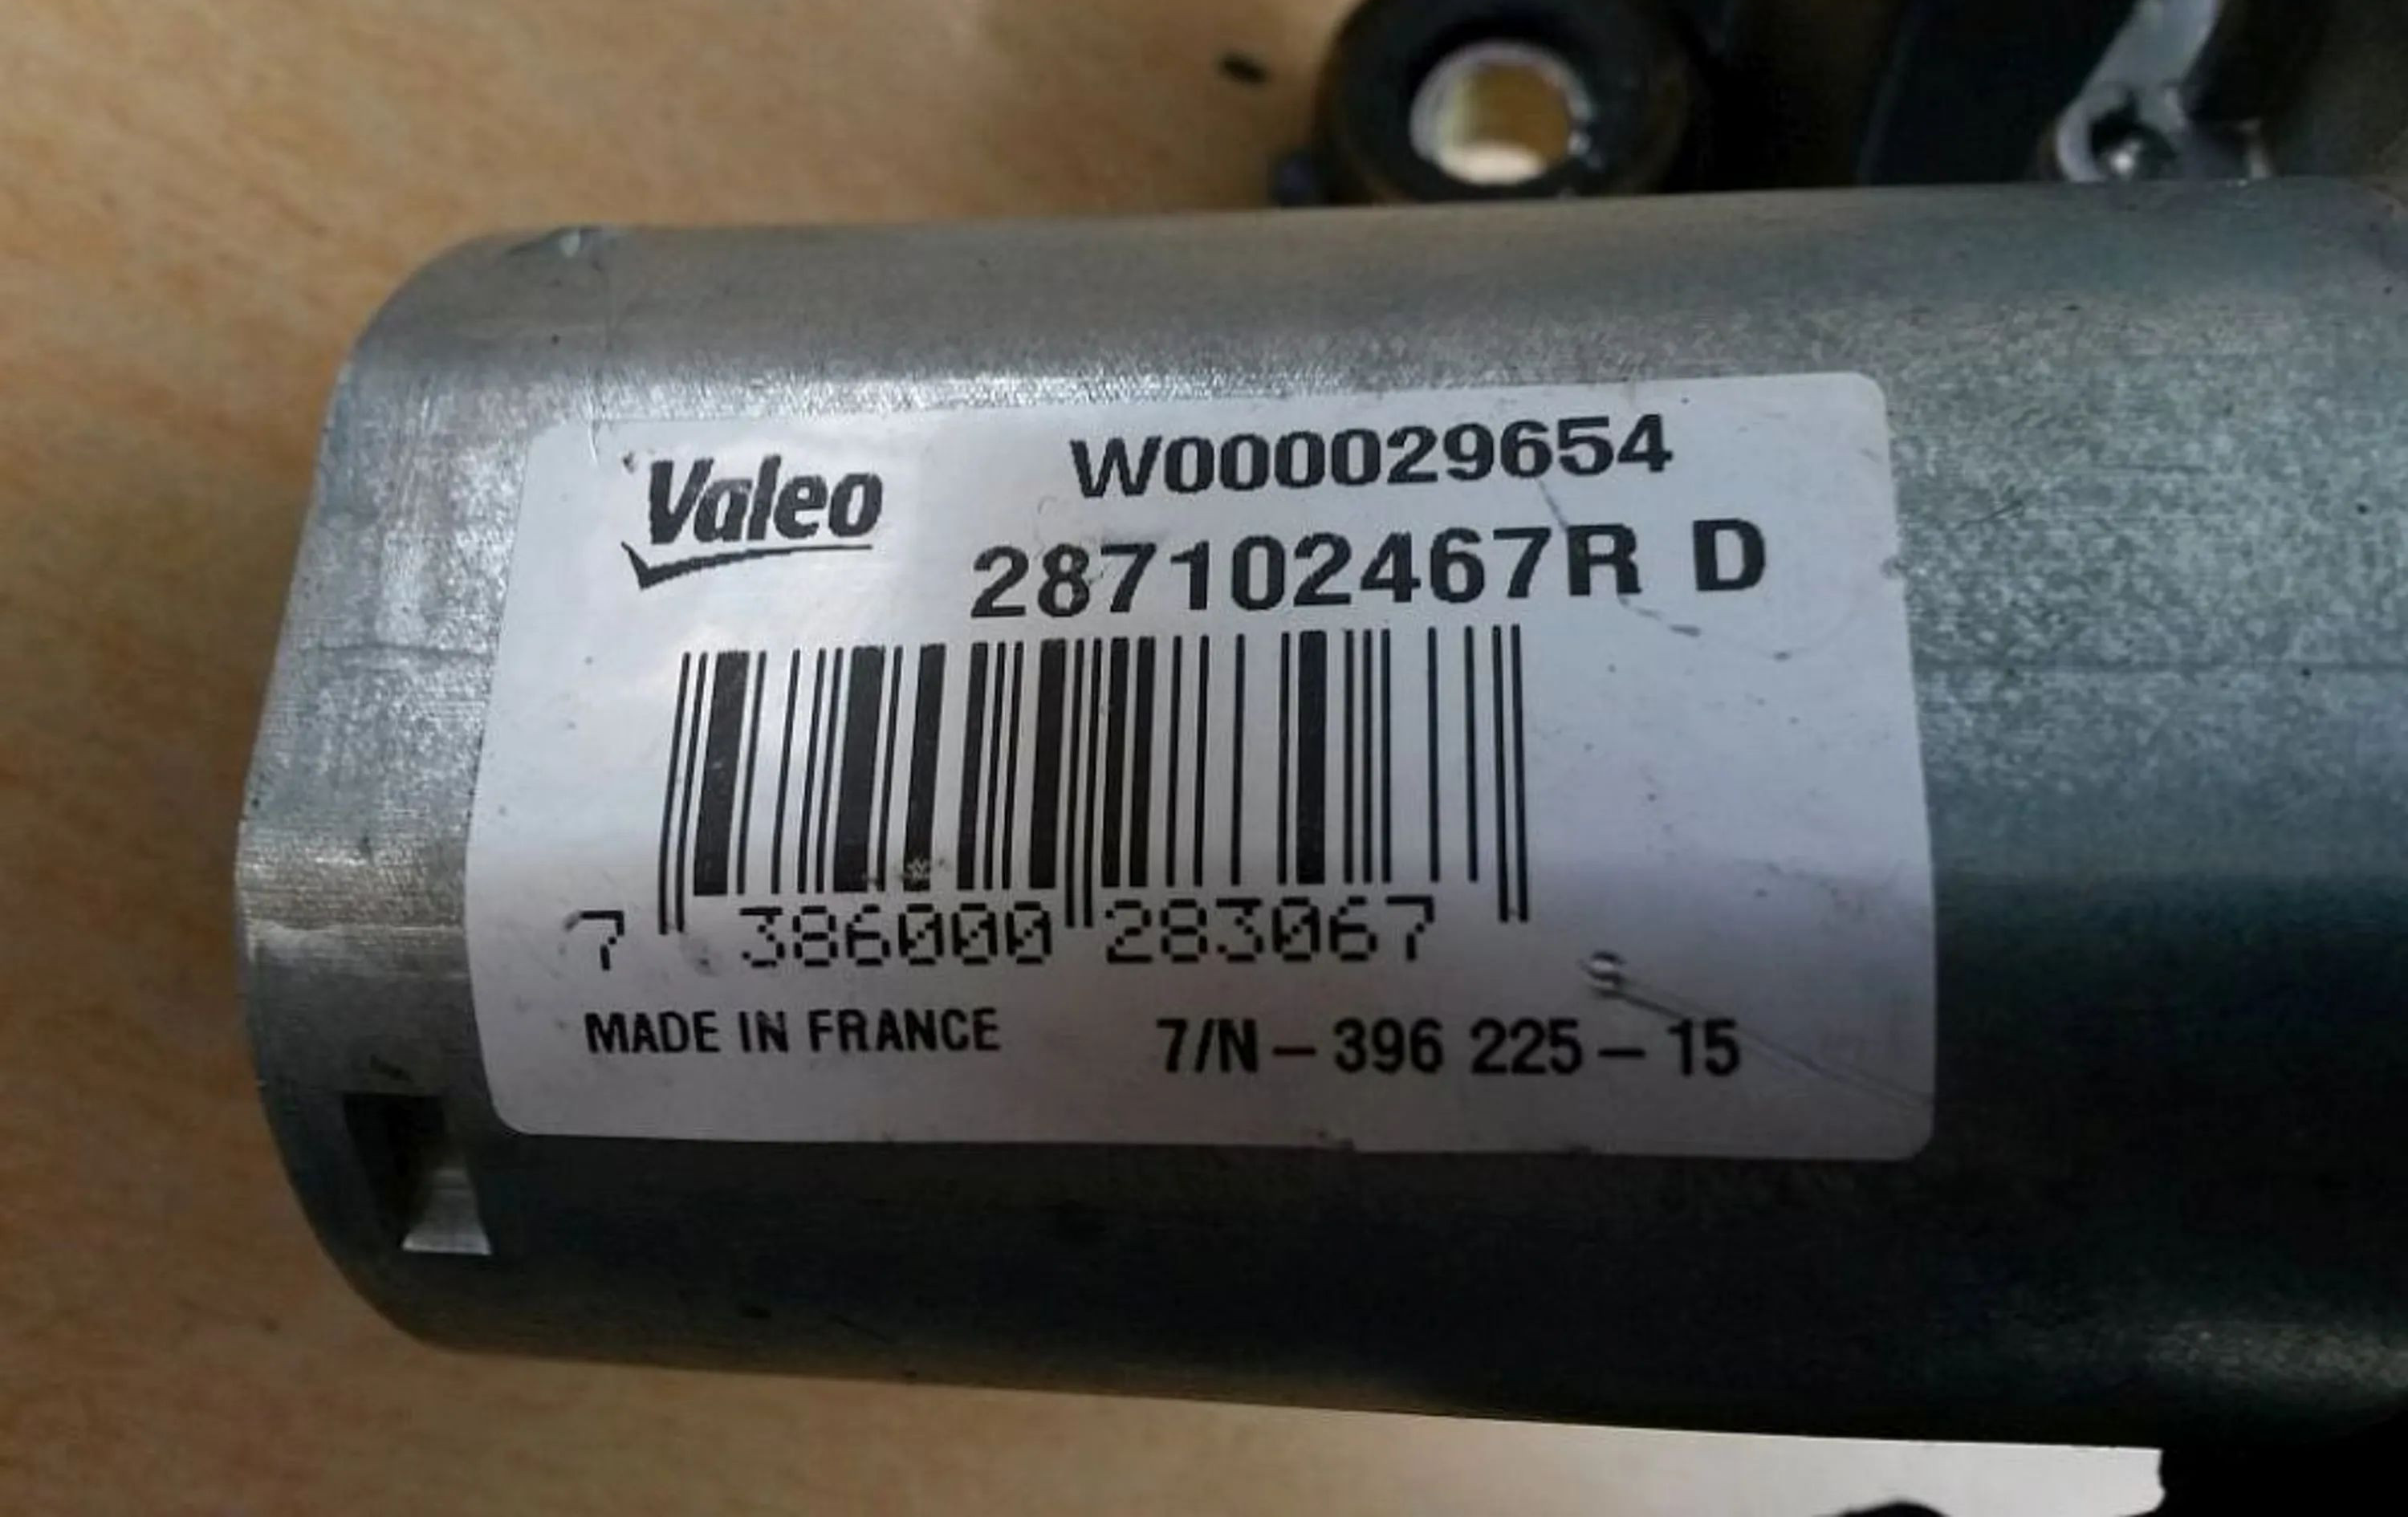 Valeo
W000029654
287102467R D
7 386000 283067
MADE IN FRANCE
7/N – 396 225 – 15